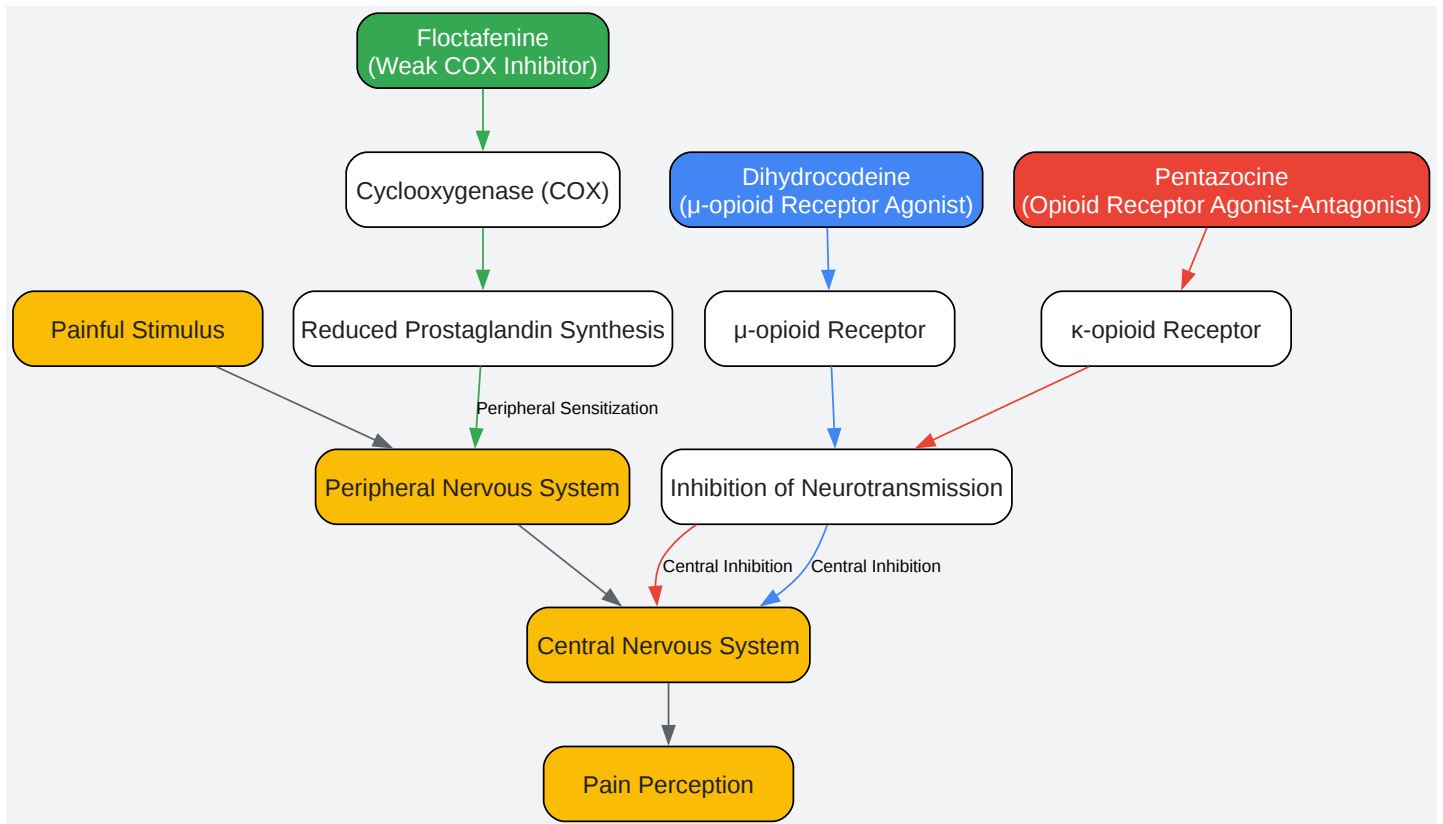 Floctafenine
(Weak COX Inhibitor)
Cyclooxygenase (COX)
Dihydrocodeine
(μ-opioid Receptor Agonist)
Pentazocine
(Opioid Receptor Agonist-Antagonist)
Painful Stimulus
Reduced Prostaglandin Synthesis
μ-opioid Receptor
κ-opioid Receptor
Peripheral Sensitization
Peripheral Nervous System
Inhibition of Neurotransmission
Central Inhibition
Central Inhibition
Central Nervous System
Pain Perception